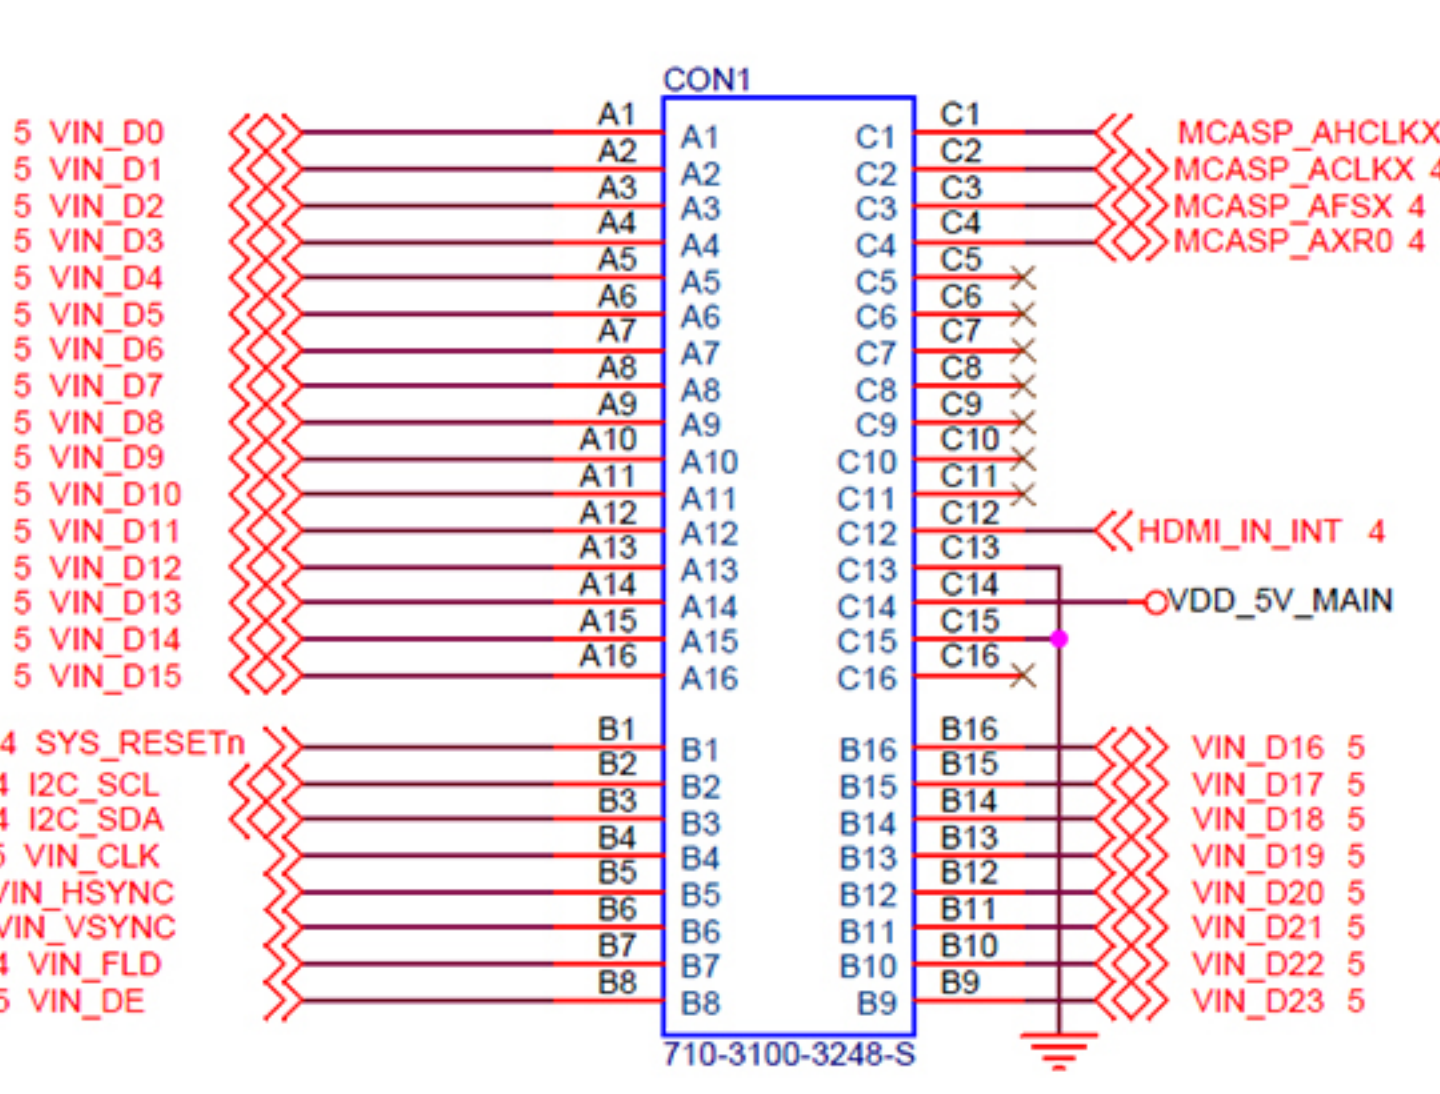 CON1
5 VIN_D0 A1 A1 C1 C1 MCASP_AHCLKX
5 VIN_D1 A2 A2 C2 C2 MCASP_ACLKX 4
5 VIN_D2 A3 A3 C3 C3 MCASP_AFSX 4
5 VIN_D3 A4 A4 C4 C4 MCASP_AXR0 4
5 VIN_D4 A5 A5 C5 C5
5 VIN_D5 A6 A6 C6 C6
5 VIN_D6 A7 A7 C7 C7
5 VIN_D7 A8 A8 C8 C8
5 VIN_D8 A9 A9 C9 C9
5 VIN_D9 A10 A10 C10 C10
5 VIN_D10 A11 A11 C11 C11
5 VIN_D11 A12 A12 C12 C12 HDMI_IN_INT 4
5 VIN_D12 A13 A13 C13 C13
5 VIN_D13 A14 A14 C14 C14 VDD_5V_MAIN
5 VIN_D14 A15 A15 C15 C15
5 VIN_D15 A16 A16 C16 C16
4 SYS_RESETn B1 B1 B16 B16 VIN_D16 5
4 I2C_SCL B2 B2 B15 B15 VIN_D17 5
4 I2C_SDA B3 B3 B14 B14 VIN_D18 5
5 VIN_CLK B4 B4 B13 B13 VIN_D19 5
VIN_HSYNC B5 B5 B12 B12 VIN_D20 5
VIN_VSYNC B6 B6 B11 B11 VIN_D21 5
4 VIN_FLD B7 B7 B10 B10 VIN_D22 5
5 VIN_DE B8 B8 B9 B9 VIN_D23 5
710-3100-3248-S